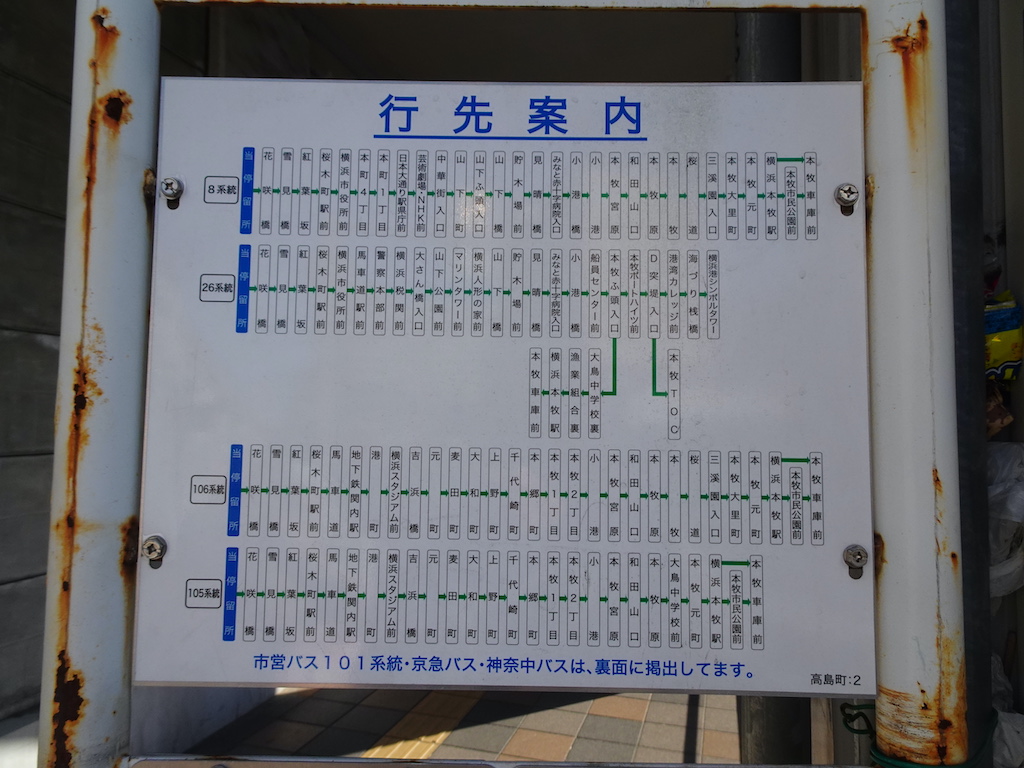 行先案内
8系統 当停留所 花咲橋 雪見橋 紅葉坂 桜木町駅前 横浜市役所前 本町4丁目 本町1丁目 日本大通り駅県庁前 芸術劇場・NHK前 中華街入口 山下町 山下ふ頭入口 山下橋 貯木場前 見晴橋 みなと赤十字病院入口 小港橋 小港 本牧宮原 和田山口 本牧原 本牧 桜道 三溪園入口 本牧大里町 本牧元町 横浜本牧駅 本牧市民公園前 本牧車庫前
26系統 当停留所 花咲橋 雪見橋 紅葉坂 桜木町駅前 横浜市役所前 馬車道駅前 警察本部前 横浜税関前 大さん橋入口 山下公園前 マリンタワー前 横浜人形の家前 山下橋 貯木場前 見晴橋 みなと赤十字病院入口 小港橋 船員センター前 本牧ふ頭入口 本牧ポートハイツ前 D突堤入口 港湾カレッジ前 海づり桟橋 横浜港シンボルタワー
本牧車庫前 横浜本牧駅 漁業組合裏 大鳥中学校裏 本牧TOC
106系統 当停留所 花咲橋 雪見橋 紅葉坂 桜木町駅前 馬車道 地下鉄関内駅 港町 横浜スタジアム前 吉浜橋 元町 麦田町 大和町 上野町 千代崎町 本郷町 本牧1丁目 本牧2丁目 小港 本牧宮原 和田山口 本牧原 本牧 桜道 三溪園入口 本牧大里町 本牧元町 横浜本牧駅 本牧市民公園前 本牧車庫前
105系統 当停留所 花咲橋 雪見橋 紅葉坂 桜木町駅前 馬車道 地下鉄関内駅 港町 横浜スタジアム前 吉浜橋 元町 麦田町 大和町 上野町 千代崎町 本郷町 本牧1丁目 本牧2丁目 小港 本牧宮原 和田山口 本牧原 大鳥中学校前 本牧元町 横浜本牧駅 本牧市民公園前 本牧車庫前
市営バス101系統・京急バス・神奈中バスは、裏面に掲出してます。
高島町:2